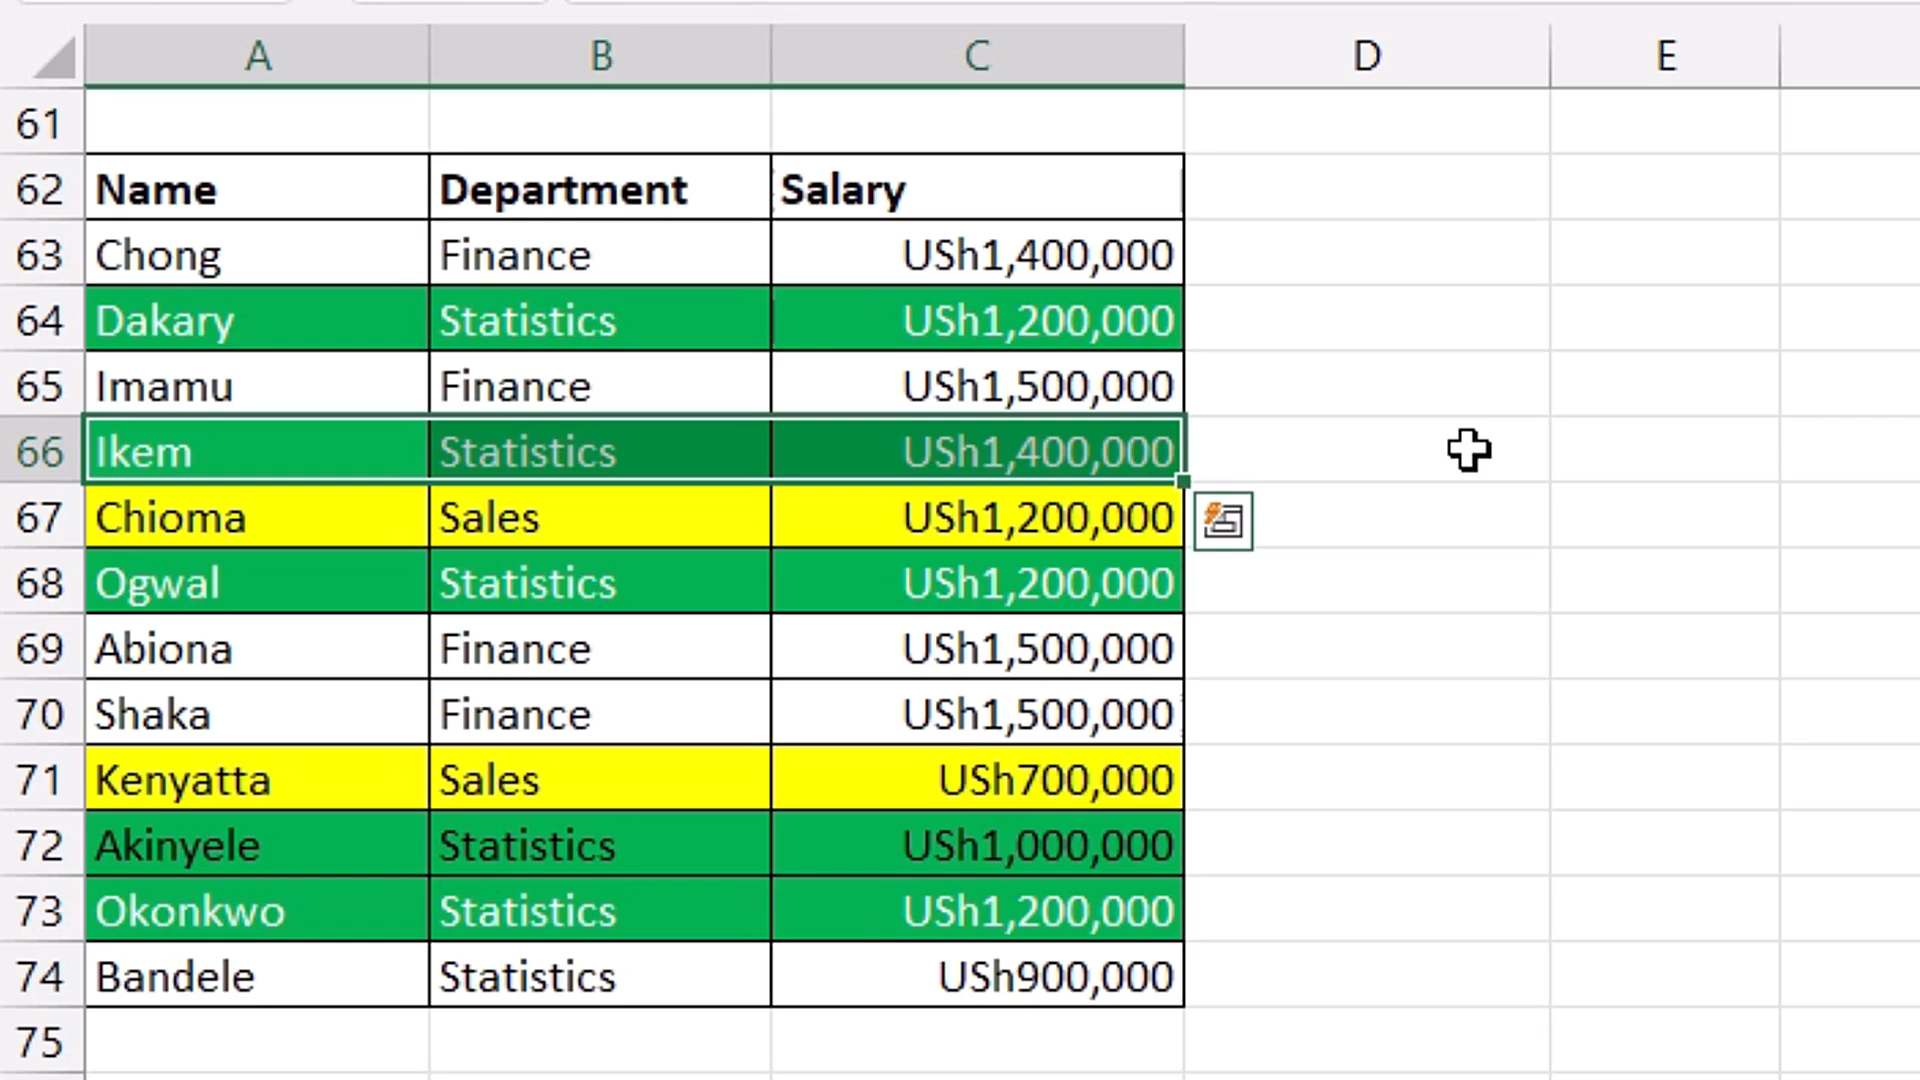 A B C D E
61
62 Name Department Salary
63 Chong Finance USh1,400,000
64 Dakary Statistics USh1,200,000
65 Imamu Finance USh1,500,000
66 Ikem Statistics USh1,400,000
67 Chioma Sales USh1,200,000
68 Ogwal Statistics USh1,200,000
69 Abiona Finance USh1,500,000
70 Shaka Finance USh1,500,000
71 Kenyatta Sales USh700,000
72 Akinyele Statistics USh1,000,000
73 Okonkwo Statistics USh1,200,000
74 Bandele Statistics USh900,000
75